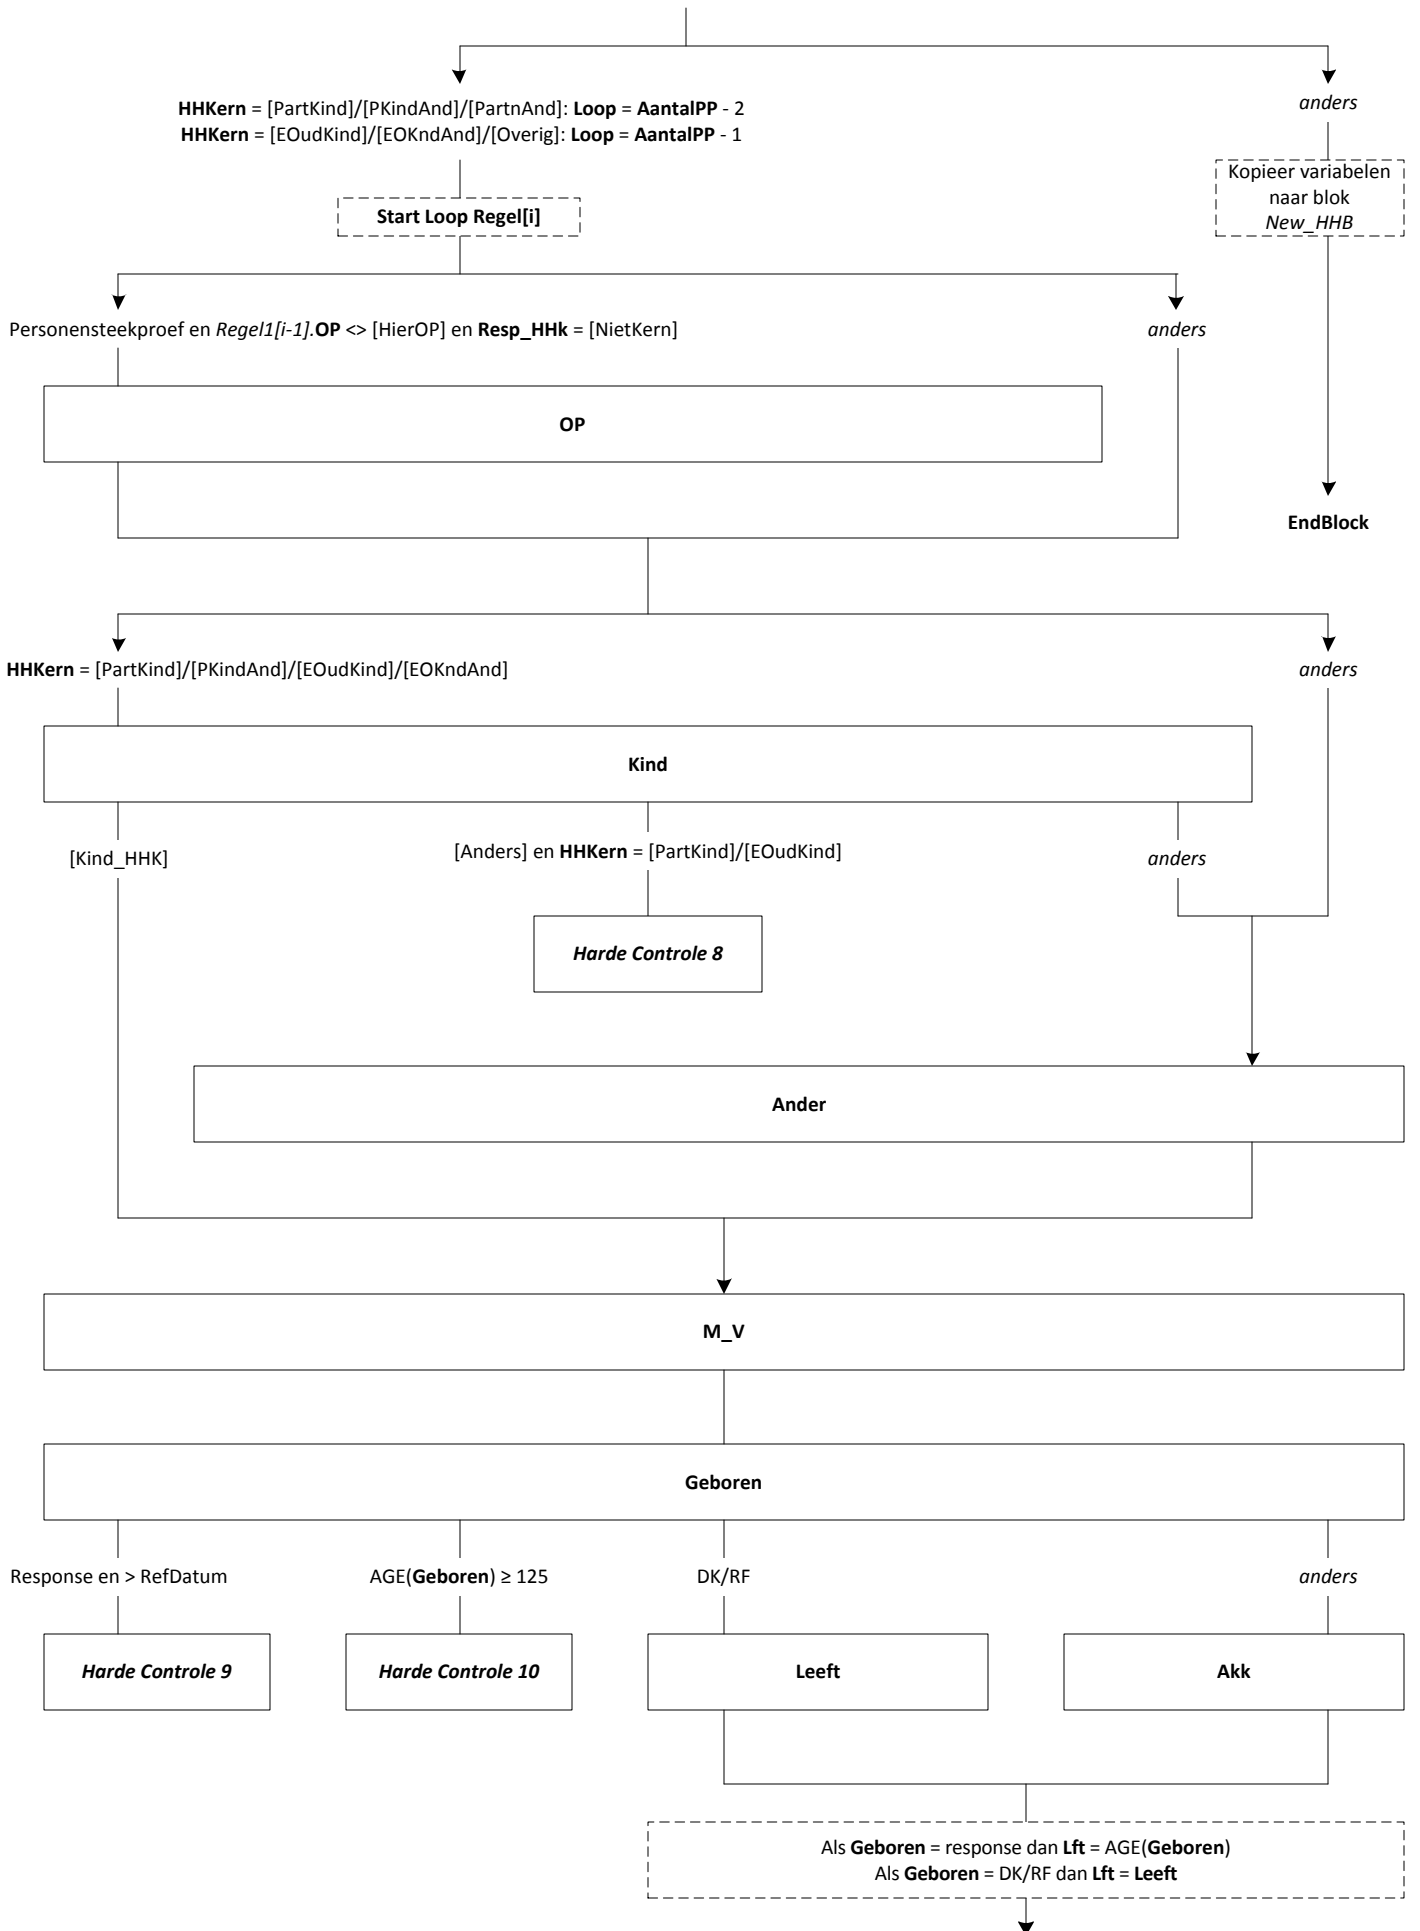 HHKern = [PartKind]/[PKindAnd]/[PartnAnd]: Loop = AantalPP - 2
HHKern = [EOudKind]/[EOKndAnd]/[Overig]: Loop = AantalPP - 1
anders
Kopieer variabelen
naar blok
New_HHB
Start Loop Regel[i]
Personensteekproef en Regel1[i-1].OP <> [HierOP] en Resp_HHk = [NietKern]
anders
OP
EndBlock
HHKern = [PartKind]/[PKindAnd]/[EOudKind]/[EOKndAnd]
anders
Kind
[Kind_HHK]
[Anders] en HHKern = [PartKind]/[EOudKind]
anders
Harde Controle 8
Ander
M_V
Geboren
Response en > RefDatum
AGE(Geboren) ≥ 125
DK/RF
anders
Harde Controle 9
Harde Controle 10
Leeft
Akk
Als Geboren = response dan Lft = AGE(Geboren)
Als Geboren = DK/RF dan Lft = Leeft